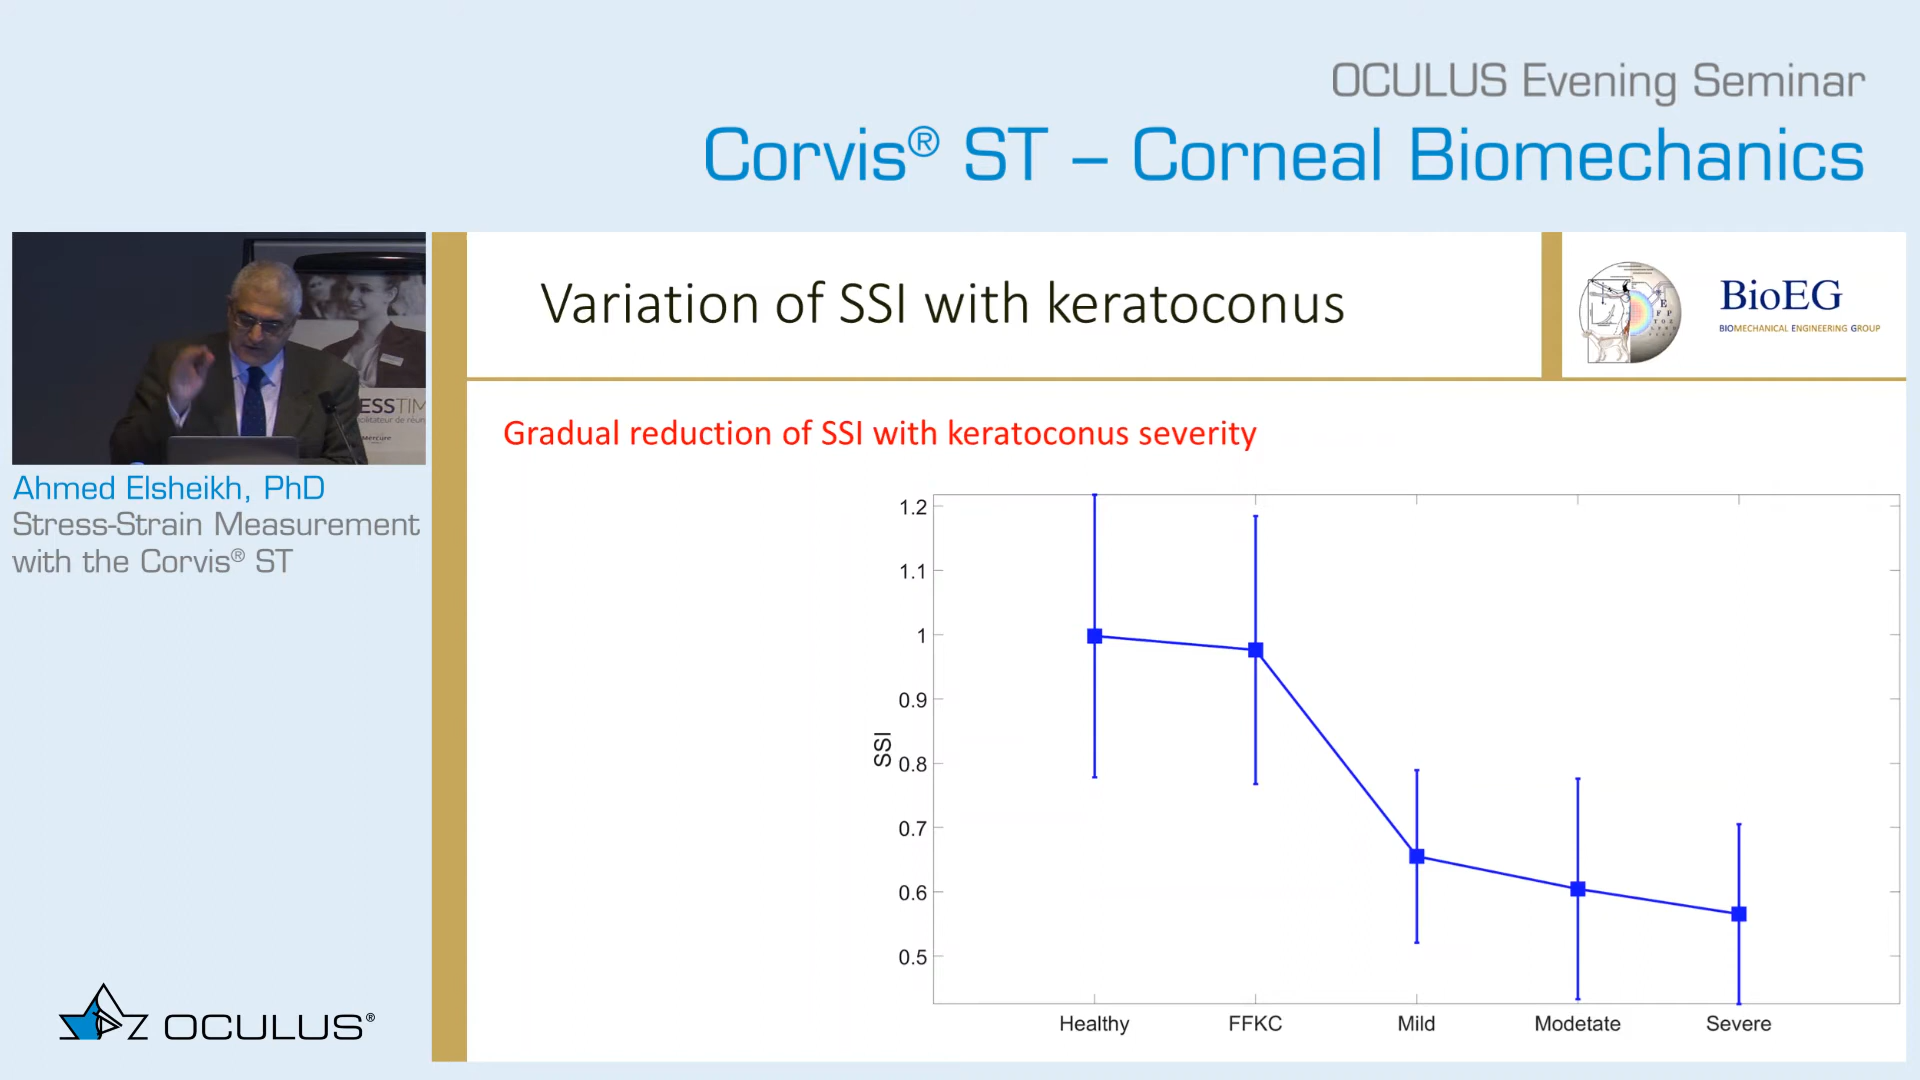 OCULUS Evening Seminar
Corvis® ST – Corneal Biomechanics
ESSTIM
Mercure
Ahmed Elsheikh, PhD
Stress-Strain Measurement
with the Corvis® ST
OCULUS®
Variation of SSI with keratoconus
BioEG
BIOMECHANICAL ENGINEERING GROUP
Gradual reduction of SSI with keratoconus severity
SSI
1.2
1.1
1
0.9
0.8
0.7
0.6
0.5
Healthy FFKC Mild Modetate Severe